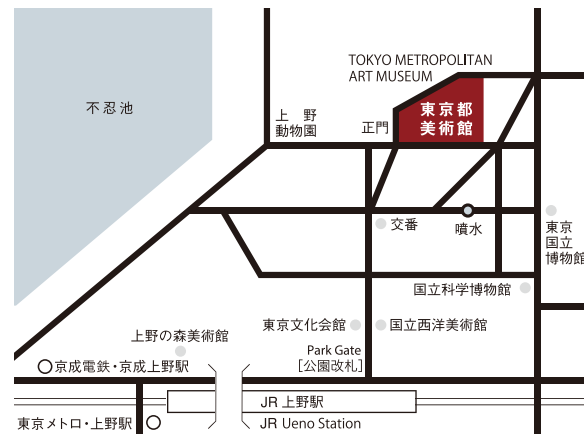 TOKYO METROPOLITAN
ART MUSEUM
不忍池
上 野
動物園
正門
東京都
美術館
交番
噴水
東京
国立
博物館
国立科学博物館
上野の森美術館
東京文化会館
国立西洋美術館
Park Gate
[公園改札]
京成電鉄・京成上野駅
JR 上野駅
東京メトロ・上野駅
JR Ueno Station